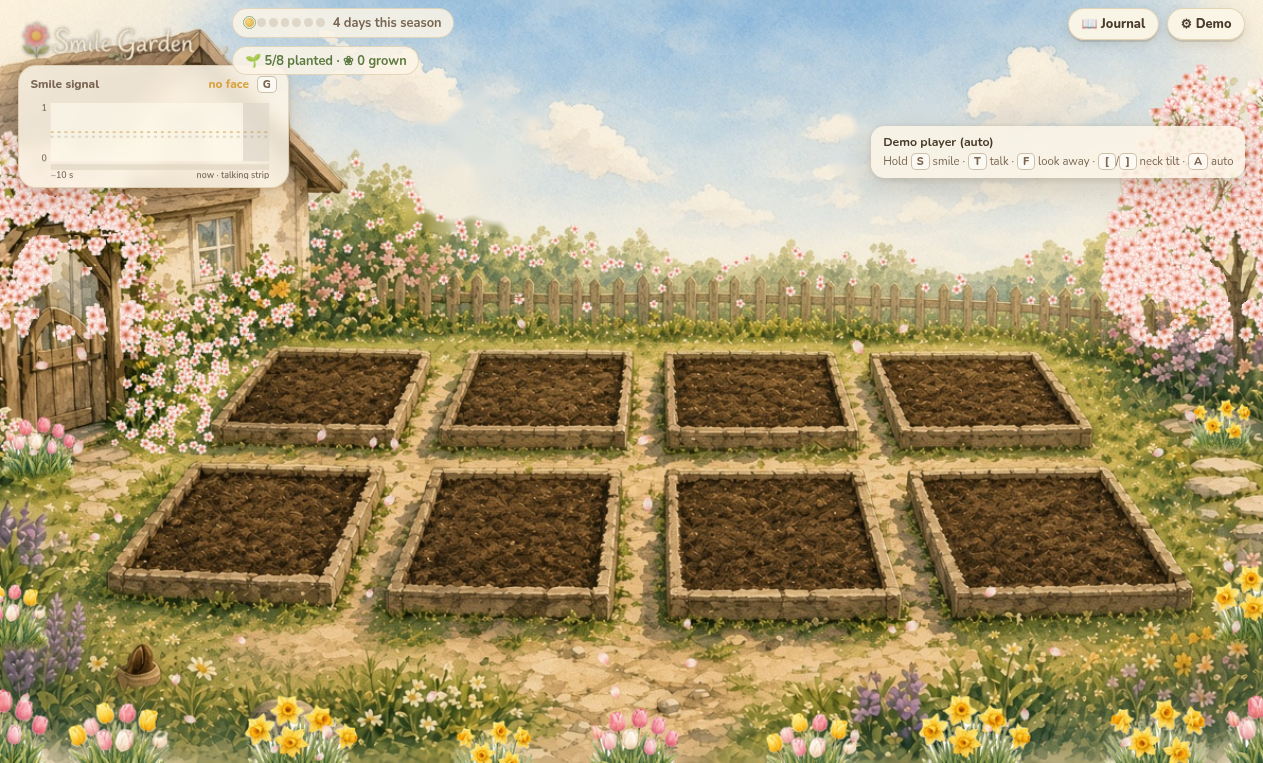 Smile Garden
4 days this season
🌱 5/8 planted · ❀ 0 grown
📖 Journal
⚙ Demo
Smile signal no face G
1
0
−10 s now · talking strip
Demo player (auto)
Hold S smile · T talk · F look away · [ / ] neck tilt · A auto